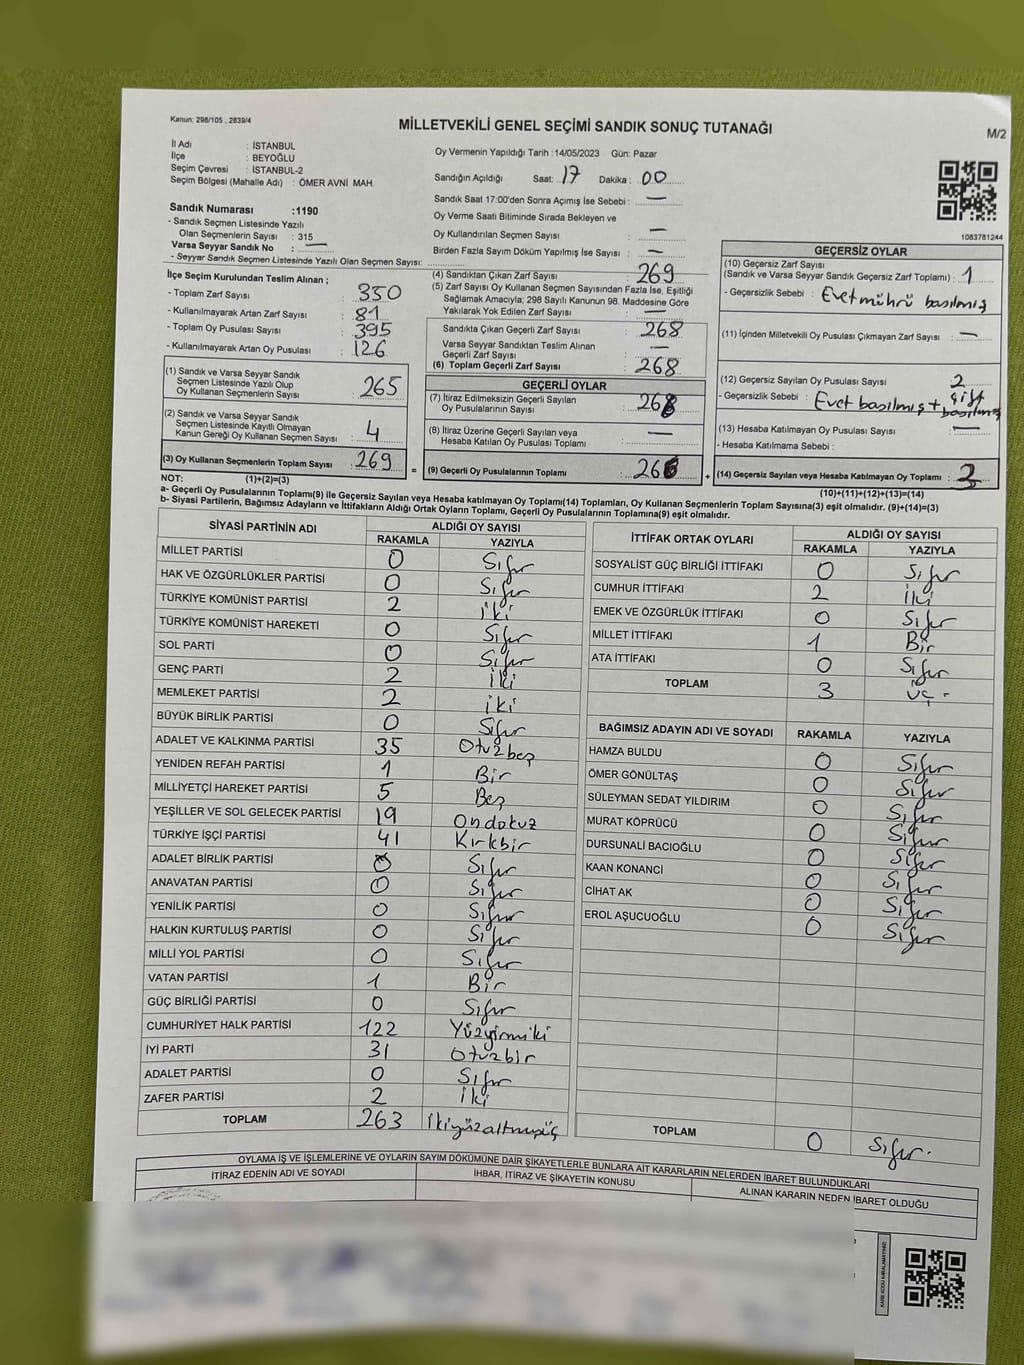 Kanun: 298/105 , 2839/4
MİLLETVEKİLİ GENEL SEÇİMİ SANDIK SONUÇ TUTANAĞI
M/2
İl Adı : İSTANBUL
İlçe : BEYOĞLU
Seçim Çevresi : İSTANBUL-2
Seçim Bölgesi (Mahalle Adı) : ÖMER AVNİ MAH.
Sandık Numarası :1190
- Sandık Seçmen Listesinde Yazılı
Olan Seçmenlerin Sayısı : 315
Varsa Seyyar Sandık No : —
- Seyyar Sandık Seçmen Listesinde Yazılı Olan Seçmen Sayısı:
Oy Vermenin Yapıldığı Tarih :14/05/2023 Gün: Pazar
Sandığın Açıldığı Saat: 17 Dakika : 00
Sandık Saat 17:00'den Sonra Açımış İse Sebebi : —
Oy Verme Saati Bitiminde Sırada Bekleyen ve
Oy Kullandırılan Seçmen Sayısı : —
Birden Fazla Sayım Döküm Yapılmış İse Sayısı : —
1083781244
İlçe Seçim Kurulundan Teslim Alınan ;
- Toplam Zarf Sayısı : 350
- Kullanılmayarak Artan Zarf Sayısı : 81
- Toplam Oy Pusulası Sayısı : 395
- Kullanılmayarak Artan Oy Pusulası : 126
(1) Sandık ve Varsa Seyyar Sandık
Seçmen Listesinde Yazılı Olup
Oy Kullanan Seçmenlerin Sayısı : 265
(2) Sandık ve Varsa Seyyar Sandık
Seçmen Listesinde Kayıtlı Olmayan
Kanun Gereği Oy Kullanan Seçmen Sayısı : 4
(3) Oy Kullanan Seçmenlerin Toplam Sayısı : 269
(4) Sandıktan Çıkan Zarf Sayısı : 269
(5) Zarf Sayısı Oy Kullanan Seçmen Sayısından Fazla İse, Eşitliği
Sağlamak Amacıyla; 298 Sayılı Kanunun 98. Maddesine Göre
Yakılarak Yok Edilen Zarf Sayısı : —
Sandıkta Çıkan Geçerli Zarf Sayısı : 268
Varsa Seyyar Sandıktan Teslim Alınan
Geçerli Zarf Sayısı : —
(6) Toplam Geçerli Zarf Sayısı : 268
GEÇERLİ OYLAR
(7) İtiraz Edilmeksizin Geçerli Sayılan
Oy Pusulalarının Sayısı :
(8) İtiraz Üzerine Geçerli Sayılan veya
Hesaba Katılan Oy Pusulası Toplamı : —
= (9) Geçerli Oy Pusulalarının Toplamı : 266
GEÇERSİZ OYLAR
(10) Geçersiz Zarf Sayısı
(Sandık ve Varsa Seyyar Sandık Geçersiz Zarf Toplamı) : 1
- Geçersizlik Sebebi : Evet mührü basılmış
(11) İçinden Milletvekili Oy Pusulası Çıkmayan Zarf Sayısı : —
(12) Geçersiz Sayılan Oy Pusulası Sayısı : 2
- Geçersizlik Sebebi : Evet basılmış + çift basılmış
(13) Hesaba Katılmayan Oy Pusulası Sayısı : —
- Hesaba Katılmama Sebebi :
+ (14) Geçersiz Sayılan veya Hesaba Katılmayan Oy Toplamı : 3
NOT: (1)+(2)=(3)
(10)+(11)+(12)+(13)=(14)
a- Geçerli Oy Pusulalarının Toplamı(9) ile Geçersiz Sayılan veya Hesaba katılmayan Oy Toplamı(14) Toplamları, Oy Kullanan Seçmenlerin Toplam Sayısına(3) eşit olmalıdır. (9)+(14)=(3)
b- Siyasi Partilerin, Bağımsız Adayların ve İttifakların Aldığı Ortak Oyların Toplamı, Geçerli Oy Pusulalarının Toplamına(9) eşit olmalıdır.
SİYASİ PARTİNİN ADI ALDIĞI OY SAYISI
RAKAMLA YAZIYLA
MİLLET PARTİSİ 0 Sıfır
HAK VE ÖZGÜRLÜKLER PARTİSİ 0 Sıfır
TÜRKİYE KOMÜNİST PARTİSİ 2 İki
TÜRKİYE KOMÜNİST HAREKETİ 0 Sıfır
SOL PARTİ 0 Sıfır
GENÇ PARTİ 2 İki
MEMLEKET PARTİSİ 2 iki
BÜYÜK BİRLİK PARTİSİ 0 Sıfır
ADALET VE KALKINMA PARTİSİ 35 Otuzbeş
YENİDEN REFAH PARTİSİ 1 Bir
MİLLİYETÇİ HAREKET PARTİSİ 5 Beş
YEŞİLLER VE SOL GELECEK PARTİSİ 19 Ondokuz
TÜRKİYE İŞÇİ PARTİSİ 41 Kırkbir
ADALET BİRLİK PARTİSİ 0 Sıfır
ANAVATAN PARTİSİ 0 Sıfır
YENİLİK PARTİSİ 0 Sıfır
HALKIN KURTULUŞ PARTİSİ 0 Sıfır
MİLLİ YOL PARTİSİ 0 Sıfır
VATAN PARTİSİ 1 Bir
GÜÇ BİRLİĞİ PARTİSİ 0 Sıfır
CUMHURİYET HALK PARTİSİ 122 Yüzyirmiiki
İYİ PARTİ 31 Otuzbir
ADALET PARTİSİ 0 Sıfır
ZAFER PARTİSİ 2 İki
TOPLAM 263 İkiyüzaltmışüç
İTTİFAK ORTAK OYLARI ALDIĞI OY SAYISI
RAKAMLA YAZIYLA
SOSYALİST GÜÇ BİRLİĞİ İTTİFAKI 0 Sıfır
CUMHUR İTTİFAKI 2 İki
EMEK VE ÖZGÜRLÜK İTTİFAKI 0 Sıfır
MİLLET İTTİFAKI 1 Bir
ATA İTTİFAKI 0 Sıfır
TOPLAM 3 üç
BAĞIMSIZ ADAYIN ADI VE SOYADI RAKAMLA YAZIYLA
HAMZA BULDU 0 Sıfır
ÖMER GÖNÜLTAŞ 0 Sıfır
SÜLEYMAN SEDAT YILDIRIM 0 Sıfır
MURAT KÖPRÜCÜ 0 Sıfır
DURSUNALİ BACIOĞLU 0 Sıfır
KAAN KONANCİ 0 Sıfır
CİHAT AK 0 Sıfır
EROL AŞUCUOĞLU 0 Sıfır
TOPLAM 0 Sıfır.
OYLAMA İŞ VE İŞLEMLERİNE VE OYLARIN SAYIM DÖKÜMÜNE DAİR ŞİKAYETLERLE BUNLARA AİT KARARLARIN NELERDEN İBARET BULUNDUKLARI
İTİRAZ EDENİN ADI VE SOYADI İHBAR, İTİRAZ VE ŞİKAYETİN KONUSU ALINAN KARARIN NEDEN İBARET OLDUĞU